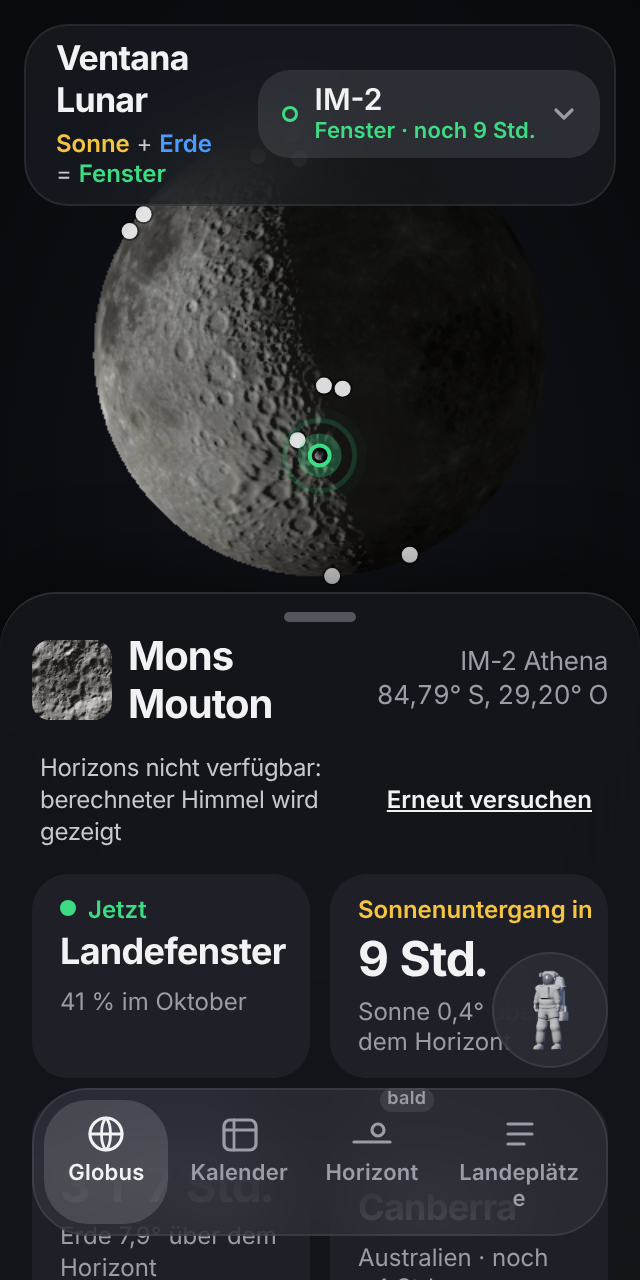 Ventana
Lunar
Sonne + Erde
= Fenster
IM-2
Fenster · noch 9 Std.
Mons
Mouton
IM-2 Athena
84,79° S, 29,20° O
Horizons nicht verfügbar:
berechneter Himmel wird
gezeigt
Erneut versuchen
Jetzt
Landefenster
41 % im Oktober
Sonnenuntergang in
9 Std.
Sonne 0,4°
dem Horizont
bald
Globus
Kalender
Horizont
Landeplätz
e
Std.
Erde 7,9° über dem
Horizont
Canberra
Australien · noch